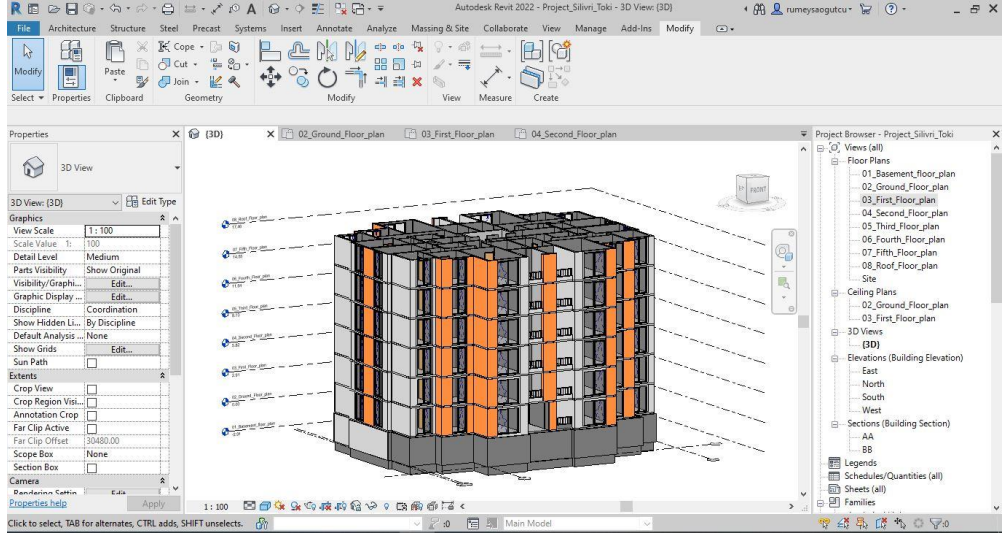 Autodesk Revit 2022 - Project_Silivri_Toki - 3D View: {3D}
rumeysaogutcu
File Architecture Structure Steel Precast Systems Insert Annotate Analyze Massing & Site Collaborate View Manage Add-Ins Modify
Modify
Properties
Paste
Cope
Cut
Join
Select Properties Clipboard Geometry Modify View Measure Create
Properties
{3D}
02_Ground_Floor_plan
03_First_Floor_plan
04_Second_Floor_plan
3D View
3D View: {3D} Edit Type
Graphics
View Scale 1 : 100
Scale Value 1: 100
Detail Level Medium
Parts Visibility Show Original
Visibility/Graphi... Edit...
Graphic Display ... Edit...
Discipline Coordination
Show Hidden Li... By Discipline
Default Analysis ... None
Show Grids Edit...
Sun Path
Extents
Crop View
Crop Region Visi...
Annotation Crop
Far Clip Active
Far Clip Offset 30480.00
Scope Box None
Section Box
Camera
Rendering Settin... Edit...
Properties help Apply
FRONT
1 : 100
Project Browser - Project_Silivri_Toki
Views (all)
Floor Plans
01_Basement_floor_plan
02_Ground_Floor_plan
03_First_Floor_plan
04_Second_Floor_plan
05_Third_Floor_plan
06_Fourth_Floor_plan
07_Fifth_Floor_plan
08_Roof_Floor_plan
Site
Ceiling Plans
02_Ground_Floor_plan
03_First_Floor_plan
3D Views
{3D}
Elevations (Building Elevation)
East
North
South
West
Sections (Building Section)
AA
BB
Legends
Schedules/Quantities (all)
Sheets (all)
Families
Click to select, TAB for alternates, CTRL adds, SHIFT unselects. :0 Main Model :0